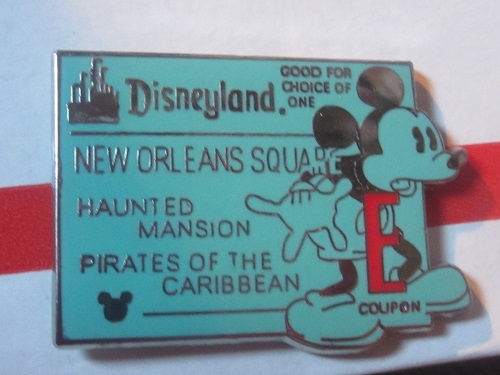 Disneyland.
GOOD FOR
CHOICE OF
ONE
NEW ORLEANS SQUARE
HAUNTED
MANSION
PIRATES OF THE
CARIBBEAN
E
COUPON